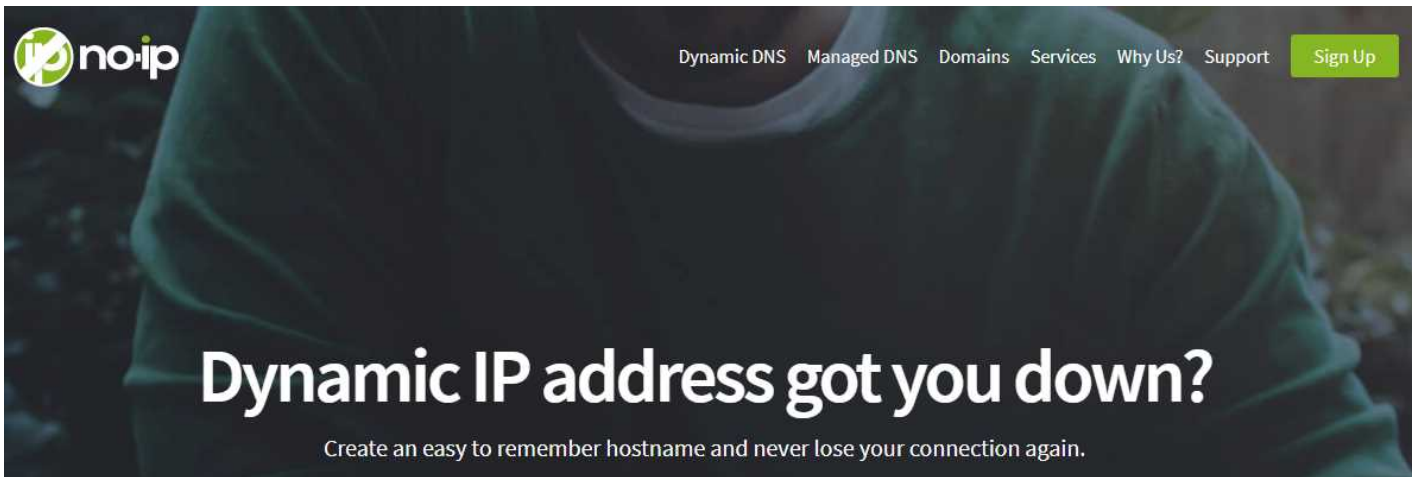 ip no-ip
Dynamic DNS Managed DNS Domains Services Why Us? Support Sign Up
Dynamic IP address got you down?
Create an easy to remember hostname and never lose your connection again.